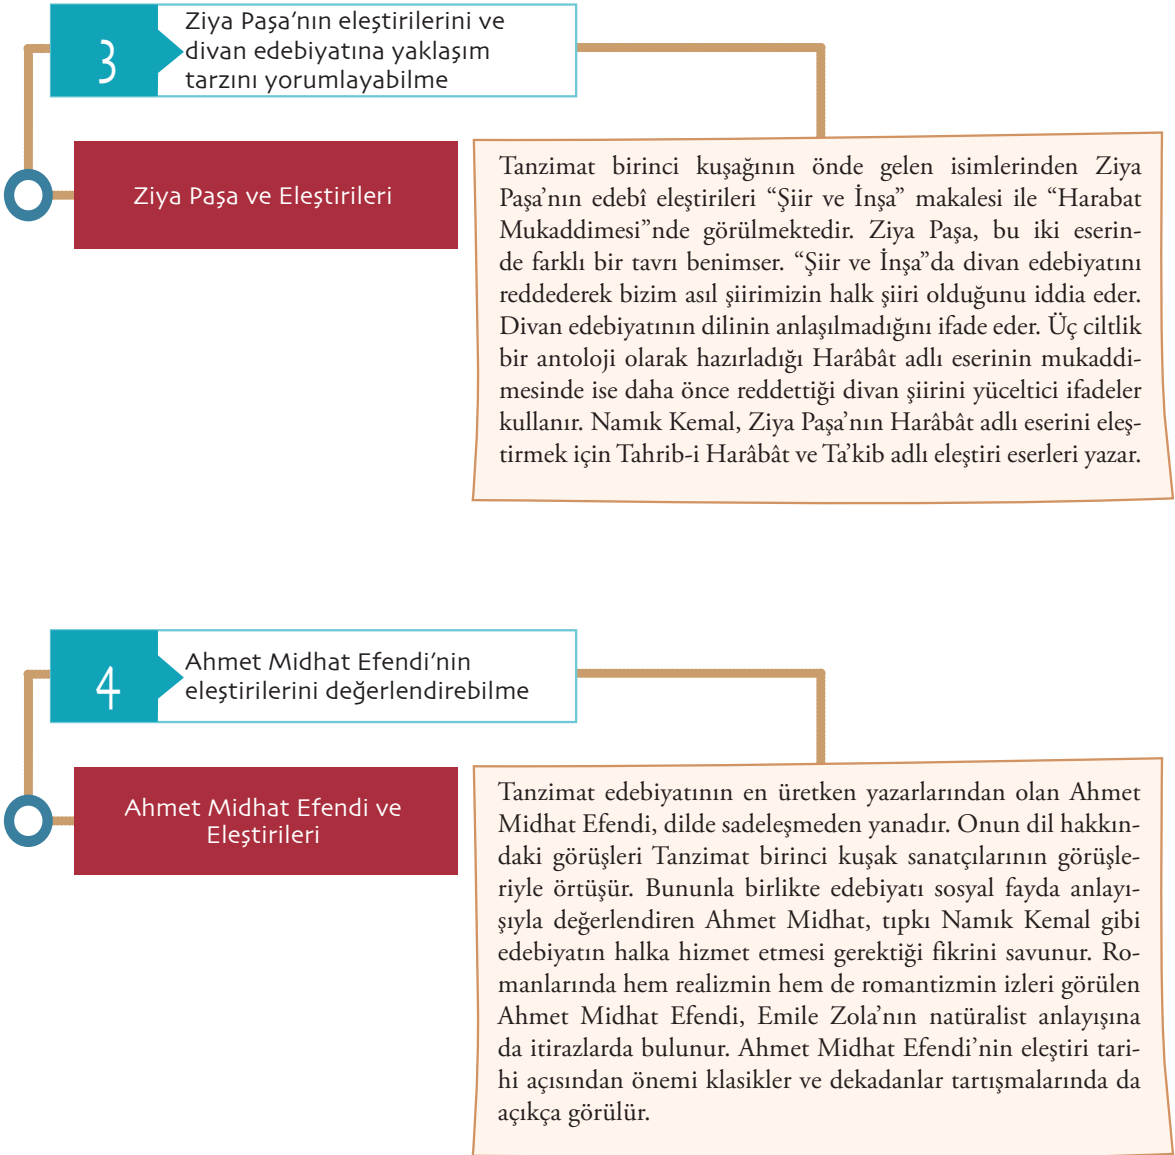 3
Ziya Paşa’nın eleştirilerini ve
divan edebiyatına yaklaşım
tarzını yorumlayabilme
Ziya Paşa ve Eleştirileri
Tanzimat birinci kuşağının önde gelen isimlerinden Ziya
Paşa’nın edebî eleştirileri “Şiir ve İnşa” makalesi ile “Harabat
Mukaddimesi”nde görülmektedir. Ziya Paşa, bu iki eserin-
de farklı bir tavrı benimser. “Şiir ve İnşa”da divan edebiyatını
reddederek bizim asıl şiirimizin halk şiiri olduğunu iddia eder.
Divan edebiyatının dilinin anlaşılmadığını ifade eder. Üç ciltlik
bir antoloji olarak hazırladığı Harâbât adlı eserinin mukaddi-
mesinde ise daha önce reddettiği divan şiirini yüceltici ifadeler
kullanır. Namık Kemal, Ziya Paşa’nın Harâbât adlı eserini eleş-
tirmek için Tahrib-i Harâbât ve Ta’kib adlı eleştiri eserleri yazar.
4
Ahmet Midhat Efendi’nin
eleştirilerini değerlendirebilme
Ahmet Midhat Efendi ve
Eleştirileri
Tanzimat edebiyatının en üretken yazarlarından olan Ahmet
Midhat Efendi, dilde sadeleşmeden yanadır. Onun dil hakkın-
daki görüşleri Tanzimat birinci kuşak sanatçılarının görüşle-
riyle örtüşür. Bununla birlikte edebiyatı sosyal fayda anlayı-
şıyla değerlendiren Ahmet Midhat, tıpkı Namık Kemal gibi
edebiyatın halka hizmet etmesi gerektiği fikrini savunur. Ro-
manlarında hem realizmin hem de romantizmin izleri görülen
Ahmet Midhat Efendi, Emile Zola’nın natüralist anlayışına
da itirazlarda bulunur. Ahmet Midhat Efendi’nin eleştiri tari-
hi açısından önemi klasikler ve dekadanlar tartışmalarında da
açıkça görülür.